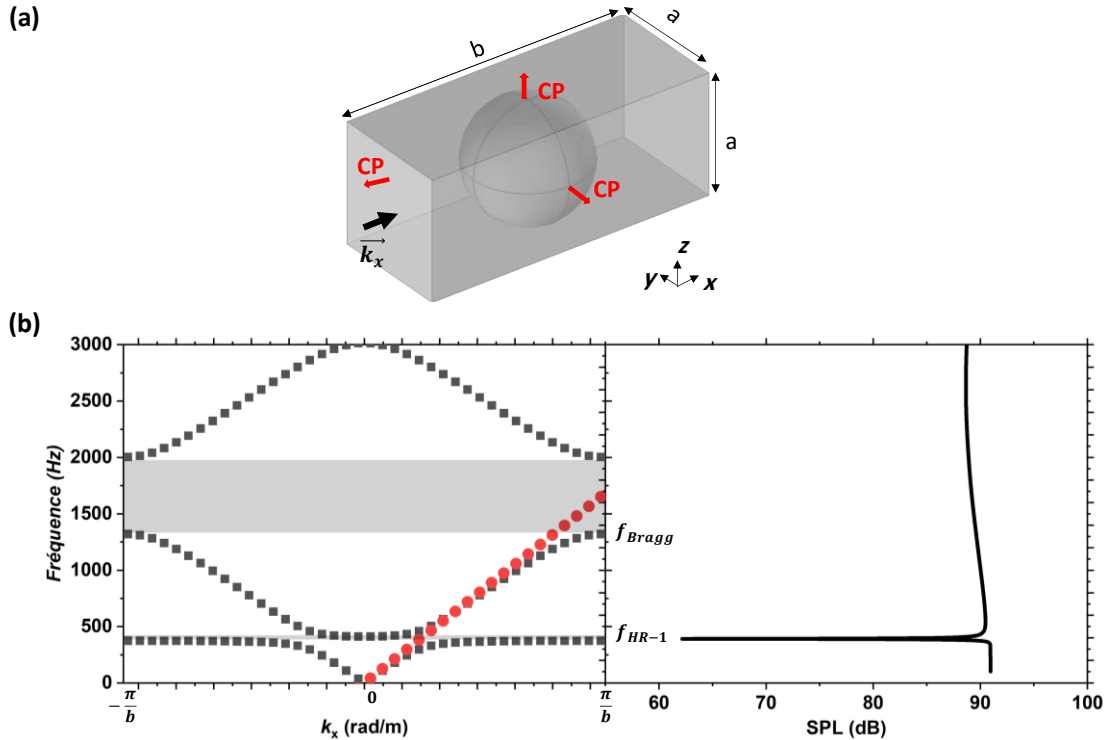 (a)
b
a
a
CP
CP
CP
k_x
z
y
x
(b)
3000
2500
2000
1500
1000
500
0
Fréquence (Hz)
−π/b
0
π/b
k_x (rad/m)
f_Bragg
f_HR−1
60
70
80
90
100
SPL (dB)